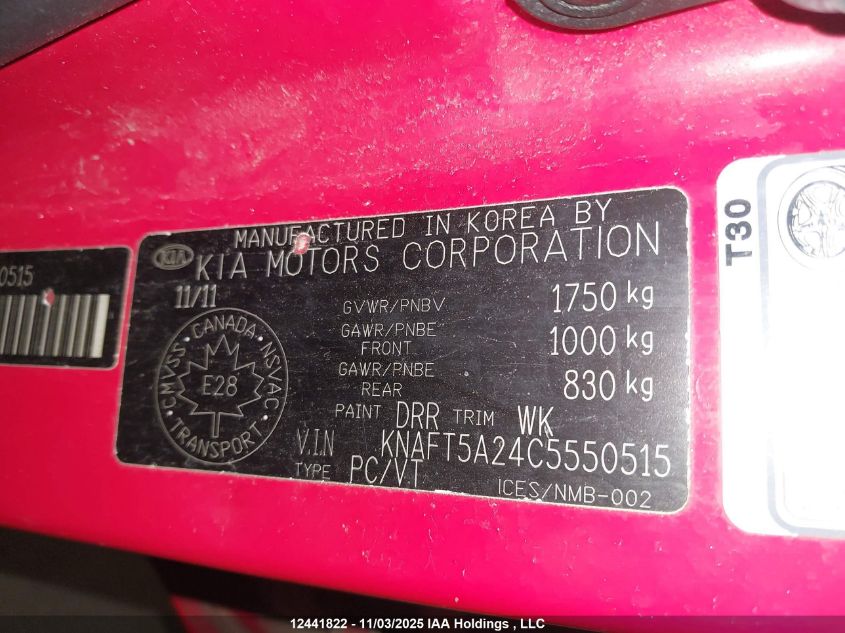 0515
MANUFACTURED IN KOREA BY
KIA KIA MOTORS CORPORATION
11/11 GVWR/PNBV 1750 kg
GAWR/PNBE FRONT 1000 kg
GAWR/PNBE REAR 830 kg
CANADA NSVAC TRANSPORT CMVSS
E28
PAINT DRR TRIM WK
V.I.N KNAFT5A24C5550515
TYPE PC/VT ICES/NMB-002
T30
12441822 - 11/03/2025 IAA Holdings , LLC